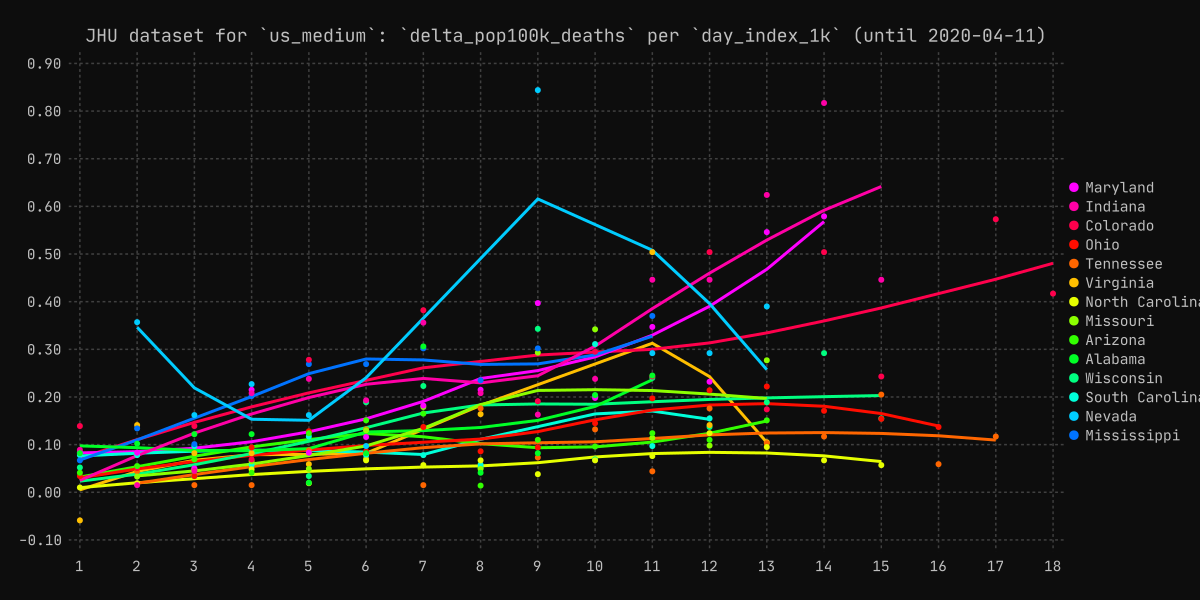 JHU dataset for `us_medium`: `delta_pop100k_deaths` per `day_index_1k` (until 2020-04-11)
0.90
0.80
0.70
0.60
0.50
0.40
0.30
0.20
0.10
0.00
-0.10
1 2 3 4 5 6 7 8 9 10 11 12 13 14 15 16 17 18
Maryland
Indiana
Colorado
Ohio
Tennessee
Virginia
North Carolina
Missouri
Arizona
Alabama
Wisconsin
South Carolina
Nevada
Mississippi